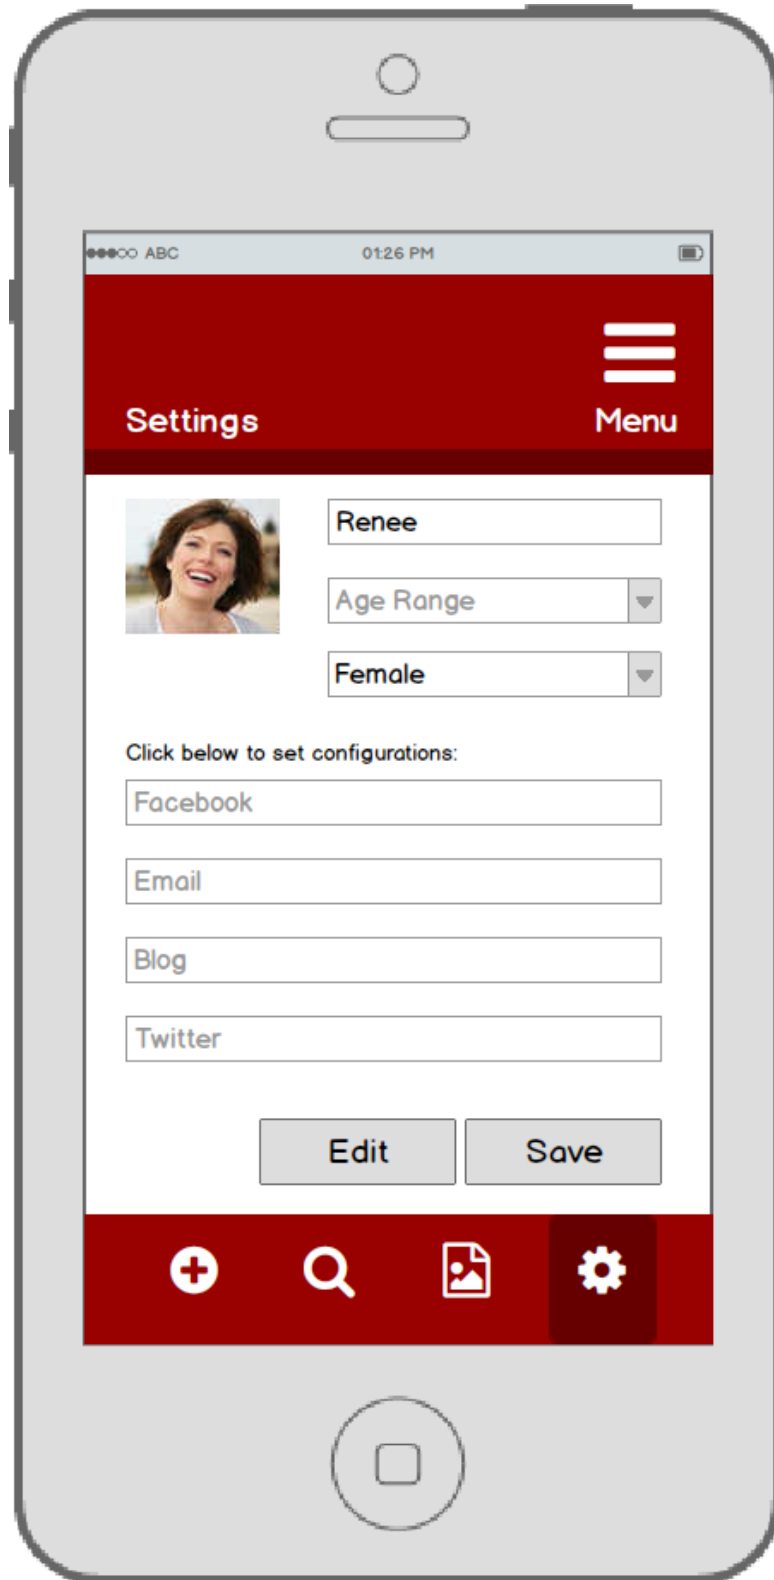 ABC 01:26 PM
Menu
Settings
Renee
Age Range
Female
Click below to set configurations:
Facebook
Email
Blog
Twitter
Edit Save